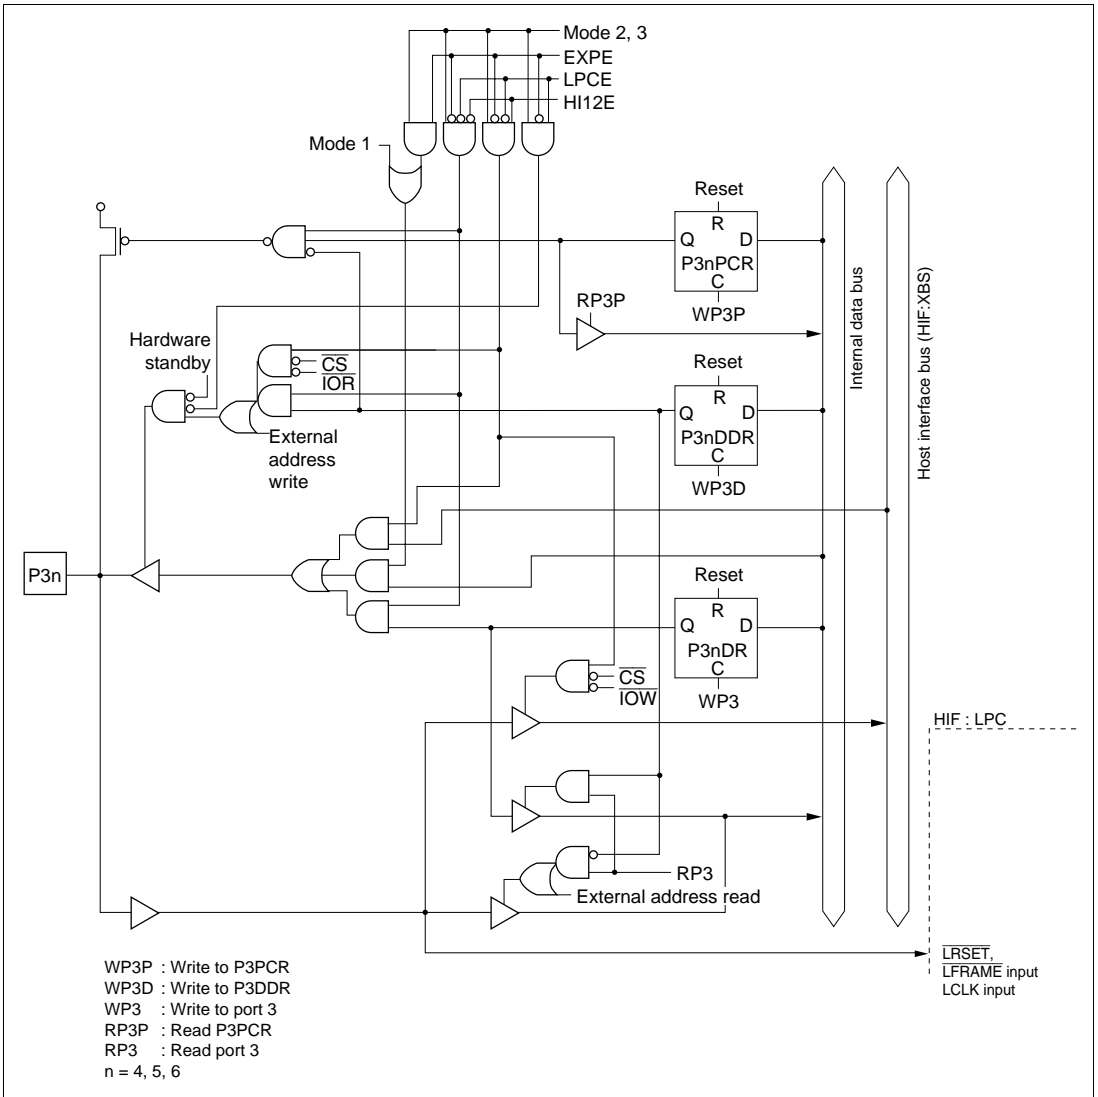 Mode 2, 3
EXPE
LPCE
HI12E
Mode 1
Reset
R
Q D
P3nPCR
C
WP3P
RP3P
Internal data bus
Host interface bus (HIF:XBS)
Hardware
standby
CS
IOR
External
address
write
Reset
R
Q D
P3nDDR
C
WP3D
P3n
Reset
R
Q D
P3nDR
C
WP3
CS
IOW
HIF : LPC
RP3
External address read
LRSET,
LFRAME input
LCLK input
WP3P : Write to P3PCR
WP3D : Write to P3DDR
WP3 : Write to port 3
RP3P : Read P3PCR
RP3 : Read port 3
n = 4, 5, 6